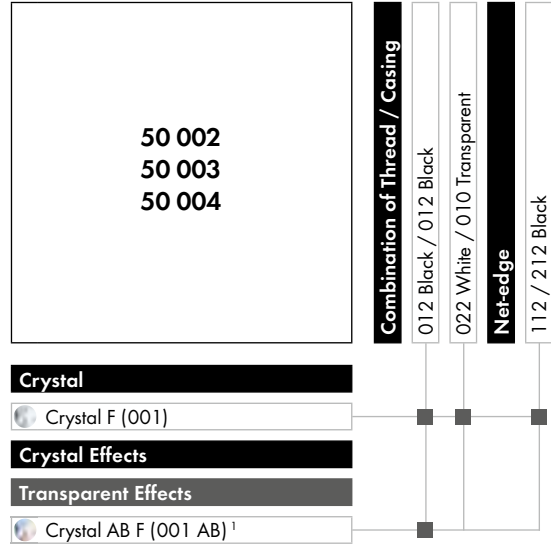 50 002
50 003
50 004
Combination of Thread / Casing
012 Black / 012 Black
022 White / 010 Transparent
Net-edge
112 / 212 Black
Crystal
Crystal F (001)
Crystal Effects
Transparent Effects
Crystal AB F (001 AB) 1